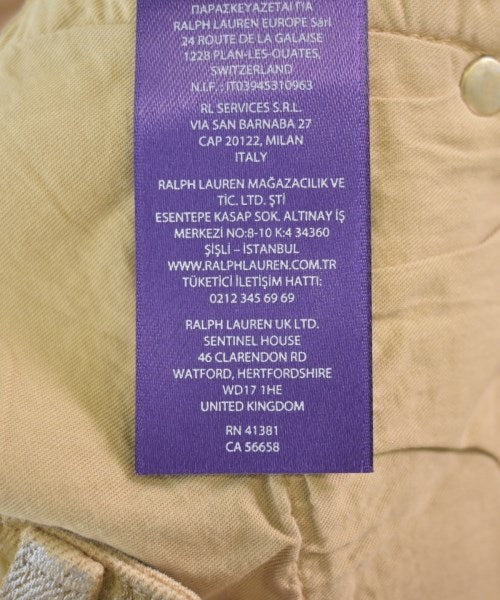 ΠΑΡΑΣΚΕΥΑΖΕΤΑΙ ΓΙΑ
RALPH LAUREN EUROPE Sàrl
24 ROUTE DE LA GALAISE
1228 PLAN-LES-OUATES,
SWITZERLAND
N.I.F. : IT03945310963
RL SERVICES S.R.L.
VIA SAN BARNABA 27
CAP 20122, MILAN
ITALY
RALPH LAUREN MAĞAZACILIK VE
TİC. LTD. ŞTİ
ESENTEPE KASAP SOK. ALTINAY İŞ
MERKEZİ NO:8-10 K:4 34360
ŞİŞLİ – İSTANBUL
WWW.RALPHLAUREN.COM.TR
TÜKETİCİ İLETİŞİM HATTI:
0212 345 69 69
RALPH LAUREN UK LTD.
SENTINEL HOUSE
46 CLARENDON RD
WATFORD, HERTFORDSHIRE
WD17 1HE
UNITED KINGDOM
RN 41381
CA 56658